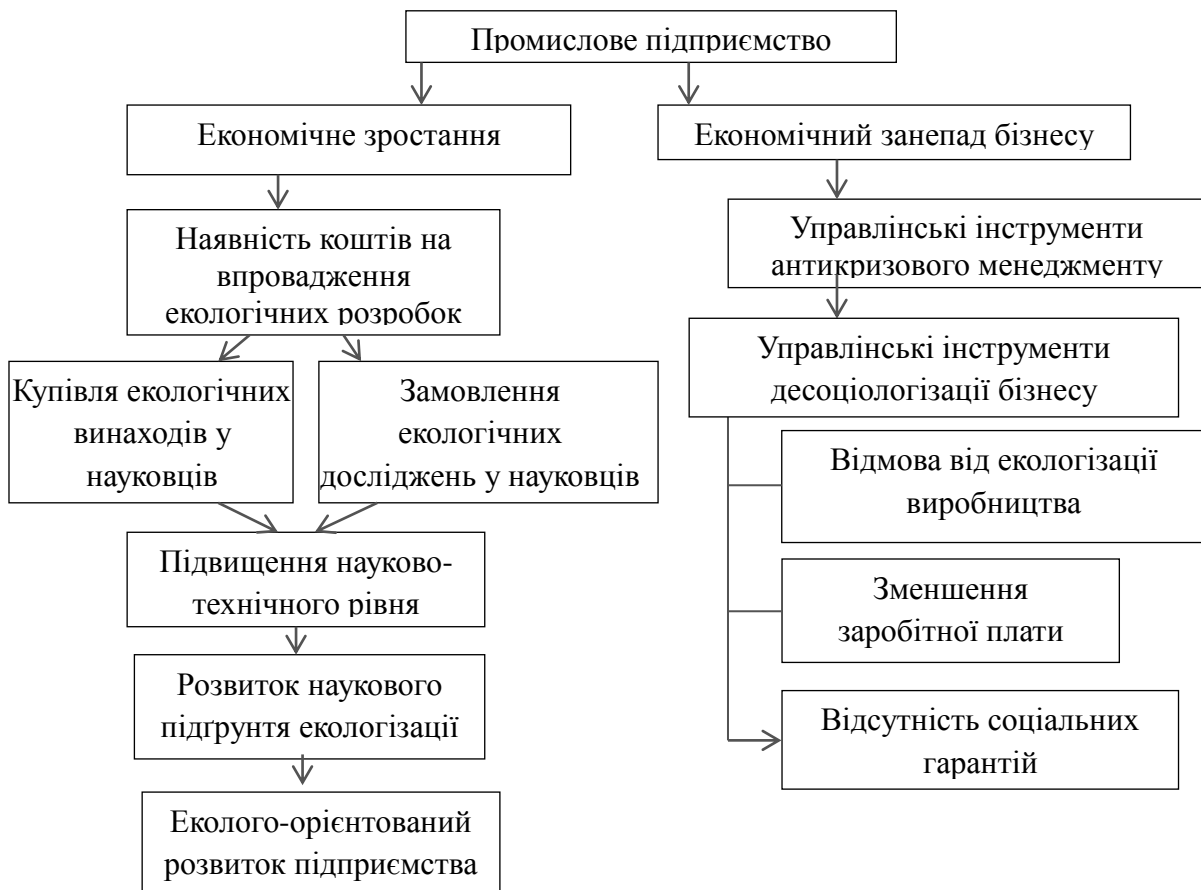 Промислове підприємство
Економічне зростання
Економічний занепад бізнесу
Наявність коштів на
впровадження
екологічних розробок
Управлінські інструменти
антикризового менеджменту
Управлінські інструменти
десоціологізації бізнесу
Купівля екологічних
винаходів у
науковців
Замовлення
екологічних
досліджень у науковців
Відмова від екологізації
виробництва
Підвищення науково-
технічного рівня
Зменшення
заробітної плати
Розвиток наукового
підґрунтя екологізації
Відсутність соціальних
гарантій
Еколого-орієнтований
розвиток підприємства